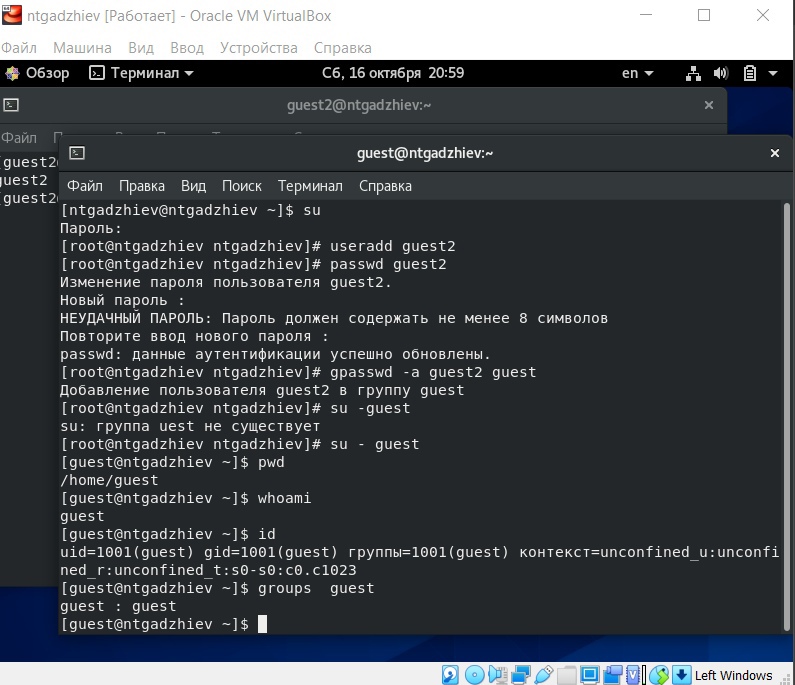 ntgadzhiev [Работает] - Oracle VM VirtualBox
Файл Машина Вид Ввод Устройства Справка
Обзор Терминал Сб, 16 октября 20:59 en
guest2@ntgadzhiev:~
Файл
guest@ntgadzhiev:~
[guest2
guest2
[guest2
Файл Правка Вид Поиск Терминал Справка
[ntgadzhiev@ntgadzhiev ~]$ su
Пароль:
[root@ntgadzhiev ntgadzhiev]# useradd guest2
[root@ntgadzhiev ntgadzhiev]# passwd guest2
Изменение пароля пользователя guest2.
Новый пароль :
НЕУДАЧНЫЙ ПАРОЛЬ: Пароль должен содержать не менее 8 символов
Повторите ввод нового пароля :
passwd: данные аутентификации успешно обновлены.
[root@ntgadzhiev ntgadzhiev]# gpasswd -a guest2 guest
Добавление пользователя guest2 в группу guest
[root@ntgadzhiev ntgadzhiev]# su -guest
su: группа uest не существует
[root@ntgadzhiev ntgadzhiev]# su - guest
[guest@ntgadzhiev ~]$ pwd
/home/guest
[guest@ntgadzhiev ~]$ whoami
guest
[guest@ntgadzhiev ~]$ id
uid=1001(guest) gid=1001(guest) группы=1001(guest) контекст=unconfined_u:unconfi
ned_r:unconfined_t:s0-s0:c0.c1023
[guest@ntgadzhiev ~]$ groups  guest
guest : guest
[guest@ntgadzhiev ~]$
Left Windows